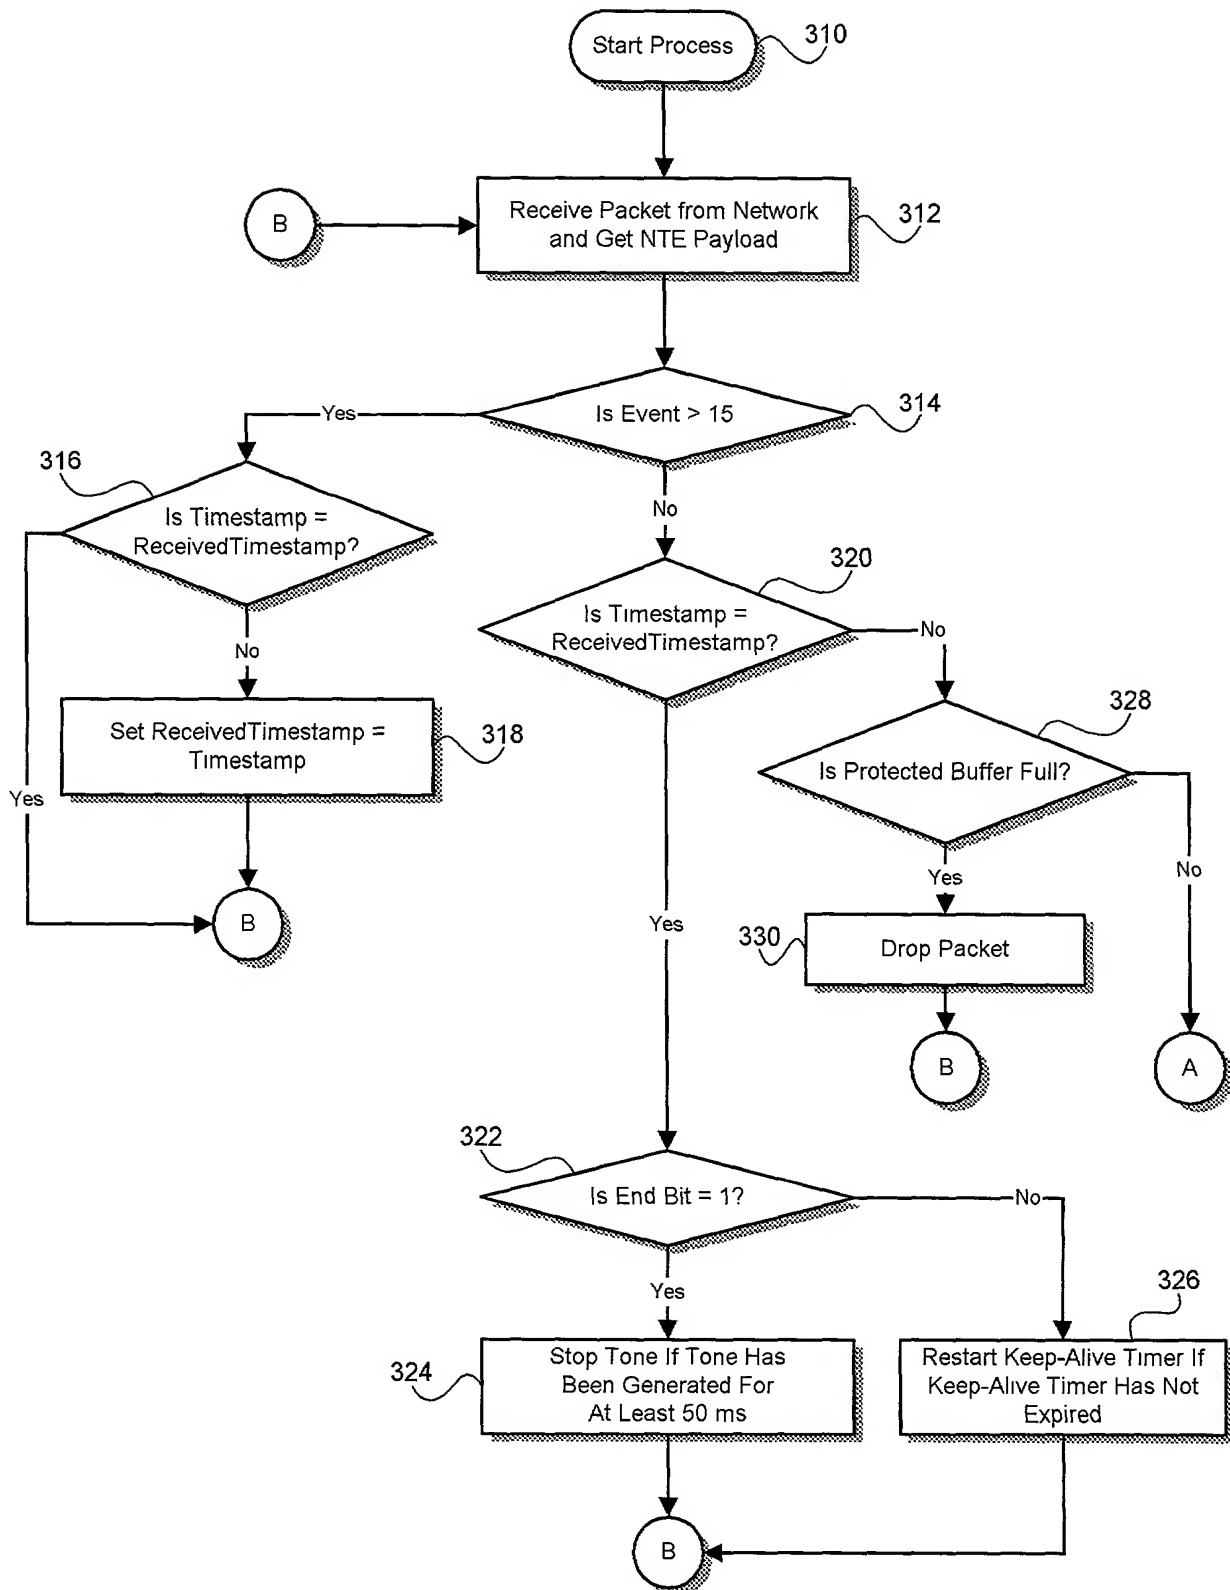 Start Process
310
B
Receive Packet from Network
and Get NTE Payload
312
Is Event > 15
314
Yes
No
316
Is Timestamp =
ReceivedTimestamp?
No
Yes
Set ReceivedTimestamp =
Timestamp
318
B
320
Is Timestamp =
ReceivedTimestamp?
No
Yes
328
Is Protected Buffer Full?
Yes
No
330
Drop Packet
B
A
322
Is End Bit = 1?
No
Yes
324
Stop Tone If Tone Has
Been Generated For
At Least 50 ms
326
Restart Keep-Alive Timer If
Keep-Alive Timer Has Not
Expired
B